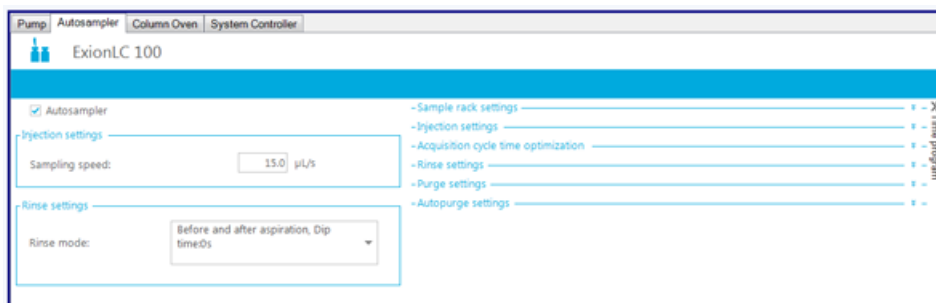 Pump Autosampler Column Oven System Controller
ExionLC 100
Autosampler
Injection settings
Sampling speed: 15.0 µL/s
Rinse settings
Rinse mode: Before and after aspiration, Dip
time:0s
Sample rack settings
Injection settings
Acquisition cycle time optimization
Rinse settings
Purge settings
Autopurge settings
Time program